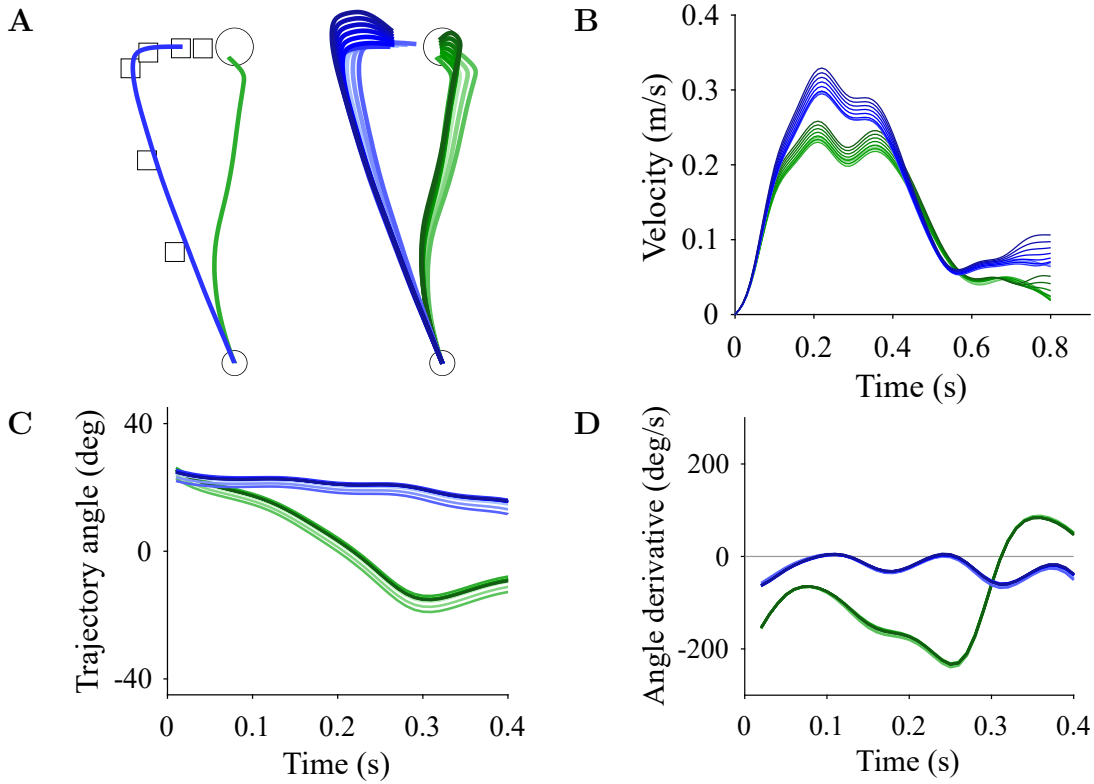 A
B
Velocity (m/s)
0.4
0.3
0.2
0.1
0
0 0.2 0.4 0.6 0.8
Time (s)
C
Trajectory angle (deg)
40
0
-40
0 0.1 0.2 0.3 0.4
Time (s)
D
Angle derivative (deg/s)
200
0
-200
0 0.1 0.2 0.3 0.4
Time (s)